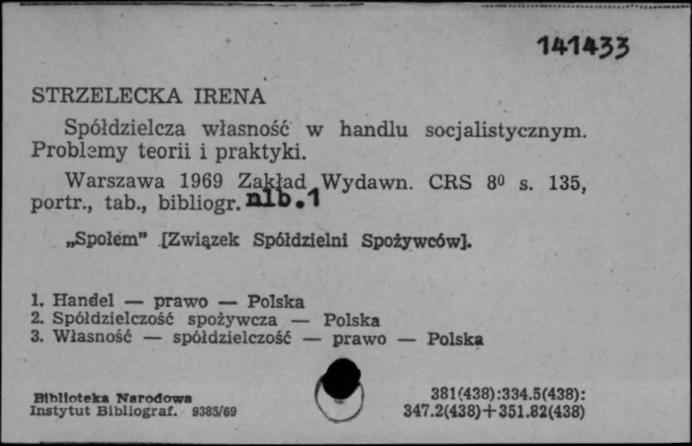 141433
STRZELECKA IRENA
Spółdzielcza własność w handlu socjalistycznym.
Problemy teorii i praktyki.
Warszawa 1969 Zakład Wydawn. CRS 8º s. 135,
portr., tab., bibliogr. nlb.1
„Społem” [Związek Spółdzielni Spożywców].
1. Handel — prawo — Polska
2. Spółdzielczość spożywcza — Polska
3. Własność — spółdzielczość — prawo — Polska
Biblioteka Narodowa
Instytut Bibliograf. 9385/69
381(438):334.5(438):
347.2(438)+351.82(438)